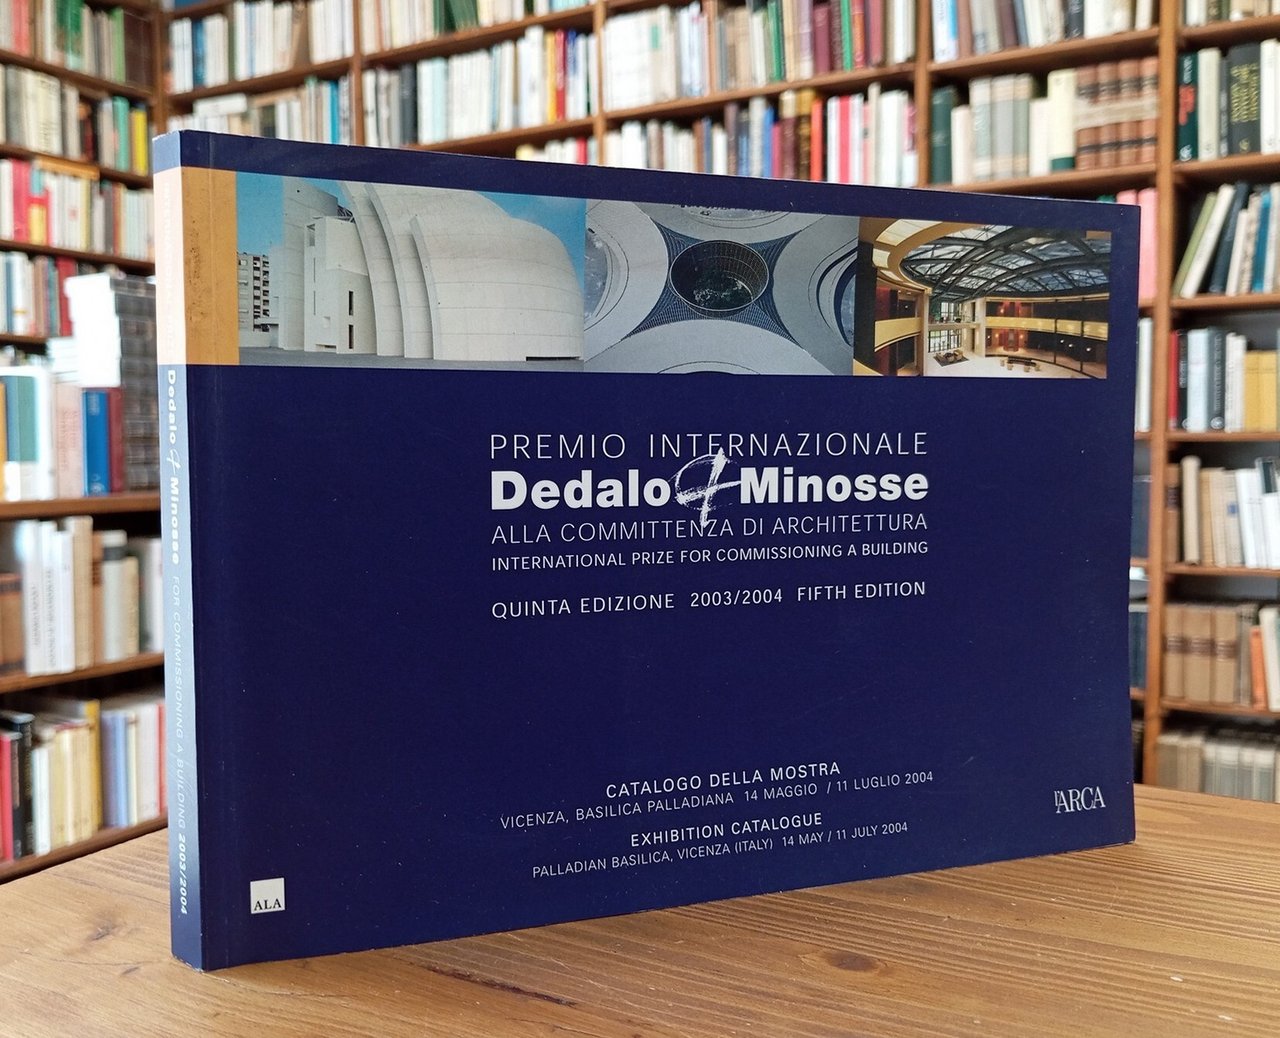 PREMIO INTERNAZIONALE
Dedalo & Minosse
ALLA COMMITTENZA DI ARCHITETTURA
INTERNATIONAL PRIZE FOR COMMISSIONING A BUILDING
QUINTA EDIZIONE 2003/2004 FIFTH EDITION
CATALOGO DELLA MOSTRA
VICENZA, BASILICA PALLADIANA 14 MAGGIO / 11 LUGLIO 2004
EXHIBITION CATALOGUE
PALLADIAN BASILICA, VICENZA (ITALY) 14 MAY / 11 JULY 2004
l'ARCA
ALA
Dedalo & Minosse FOR COMMISSIONING A BUILDING 2003/2004